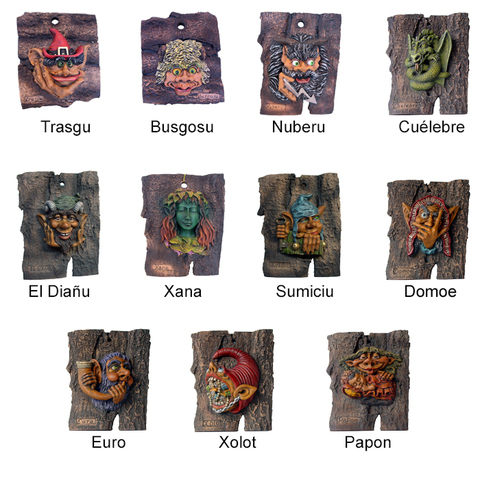 Trasgu Busgosu Nuberu Cuélebre
El Diañu Xana Sumiciu Domoe
Euro Xolot Papon